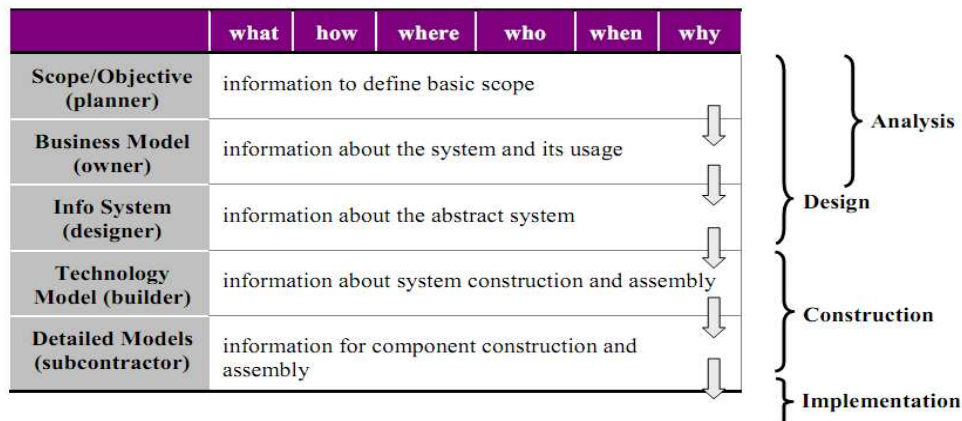 what how where who when why
Scope/Objective
(planner)
information to define basic scope
Business Model
(owner)
information about the system and its usage
Info System
(designer)
information about the abstract system
Technology
Model (builder)
information about system construction and assembly
Detailed Models
(subcontractor)
information for component construction and
assembly
Analysis
Design
Construction
Implementation